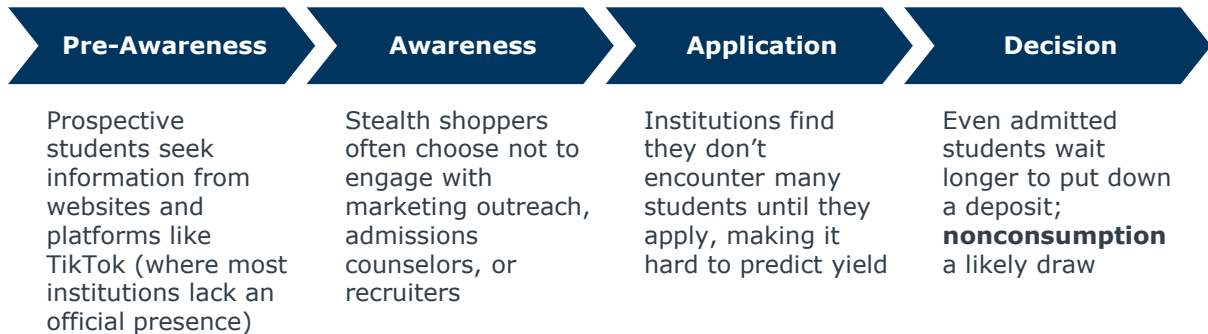 Pre-Awareness
Prospective
students seek
information from
websites and
platforms like
TikTok (where most
institutions lack an
official presence)
Awareness
Stealth shoppers
often choose not to
engage with
marketing outreach,
admissions
counselors, or
recruiters
Application
Institutions find
they don’t
encounter many
students until they
apply, making it
hard to predict yield
Decision
Even admitted
students wait
longer to put down
a deposit;
nonconsumption
a likely draw